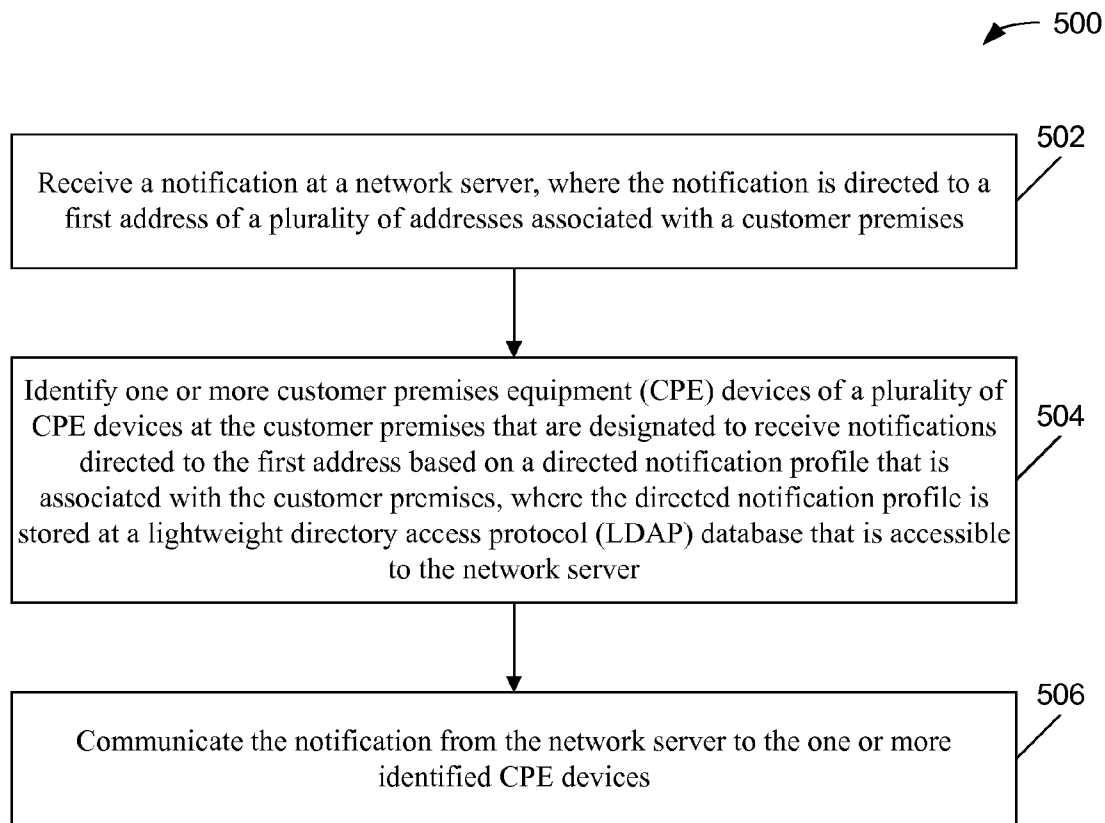 500
502
Receive a notification at a network server, where the notification is directed to a
first address of a plurality of addresses associated with a customer premises
Identify one or more customer premises equipment (CPE) devices of a plurality of
CPE devices at the customer premises that are designated to receive notifications
directed to the first address based on a directed notification profile that is
associated with the customer premises, where the directed notification profile is
stored at a lightweight directory access protocol (LDAP) database that is accessible
to the network server
504
506
Communicate the notification from the network server to the one or more
identified CPE devices